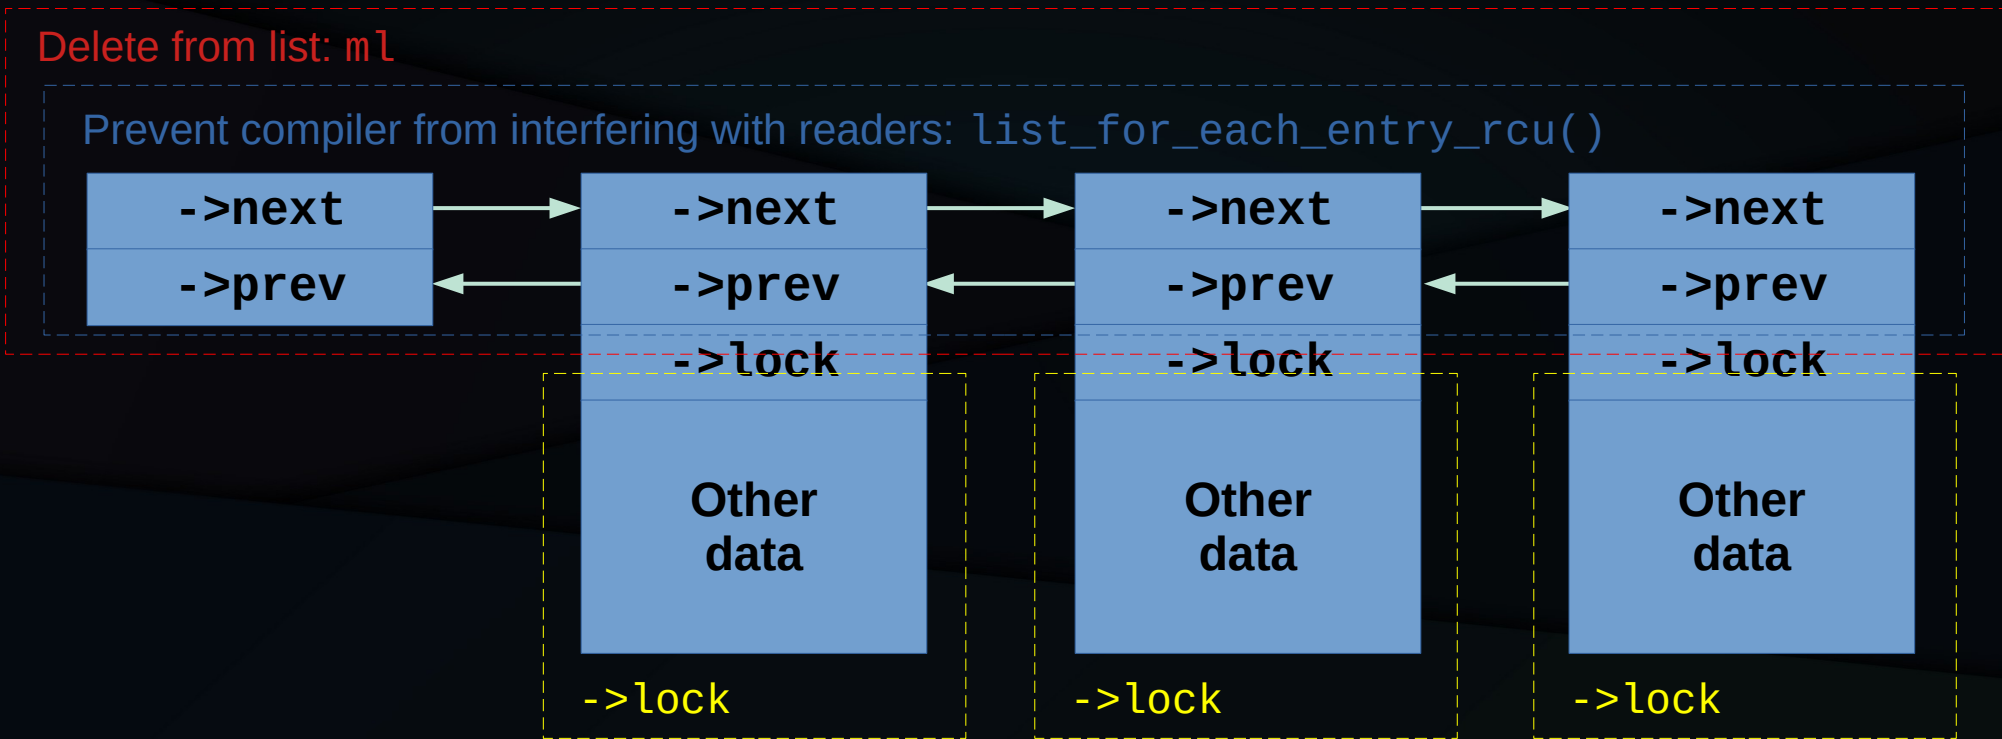 Delete from list: ml
Prevent compiler from interfering with readers: list_for_each_entry_rcu()
->next
->next
->next
->next
->prev
->prev
->prev
->prev
->lock
->lock
->lock
Other
data
Other
data
Other
data
->lock
->lock
->lock